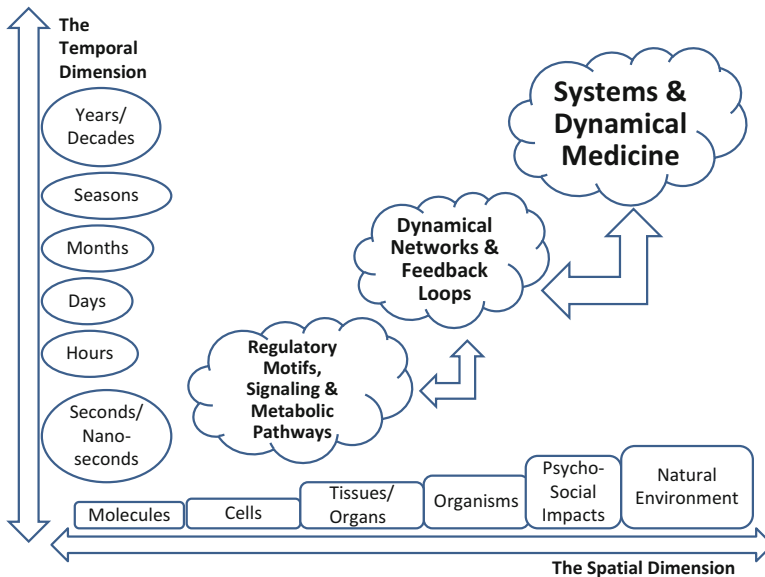 The
Temporal
Dimension
Years/
Decades
Seasons
Months
Days
Hours
Seconds/
Nano-
seconds
Systems &
Dynamical
Medicine
Dynamical
Networks &
Feedback
Loops
Regulatory
Motifs,
Signaling &
Metabolic
Pathways
Molecules
Cells
Tissues/
Organs
Organisms
Psycho-
Social
Impacts
Natural
Environment
The Spatial Dimension